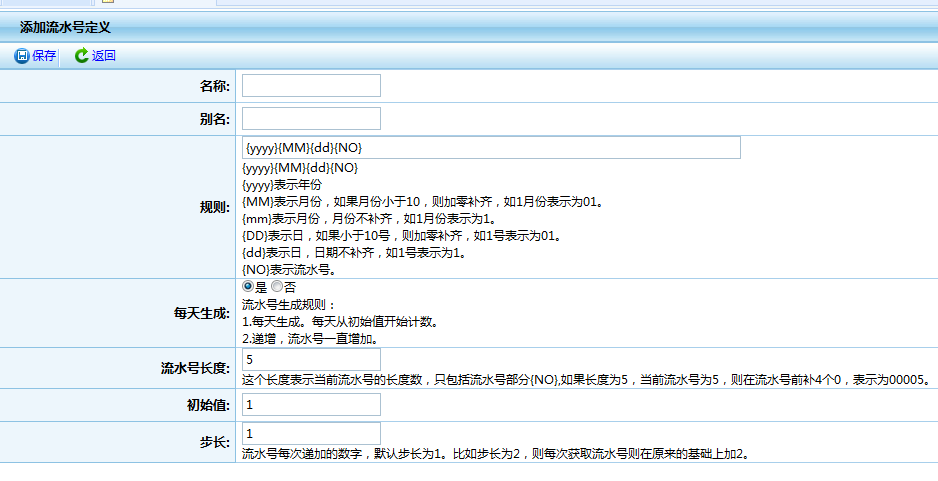 添加流水号定义
保存 返回
名称:
别名:
规则:
{yyyy}{MM}{dd}{NO}
{yyyy}{MM}{dd}{NO}
{yyyy}表示年份
{MM}表示月份，如果月份小于10，则加零补齐，如1月份表示为01。
{mm}表示月份，月份不补齐，如1月份表示为1。
{DD}表示日，如果小于10号，则加零补齐，如1号表示为01。
{dd}表示日，日期不补齐，如1号表示为1。
{NO}表示流水号。
每天生成:
是 否
流水号生成规则：
1.每天生成。每天从初始值开始计数。
2.递增，流水号一直增加。
流水号长度:
5
这个长度表示当前流水号的长度数，只包括流水号部分{NO},如果长度为5，当前流水号为5，则在流水号前补4个0，表示为00005。
初始值:
1
步长:
1
流水号每次递加的数字，默认步长为1。比如步长为2，则每次获取流水号则在原来的基础上加2。